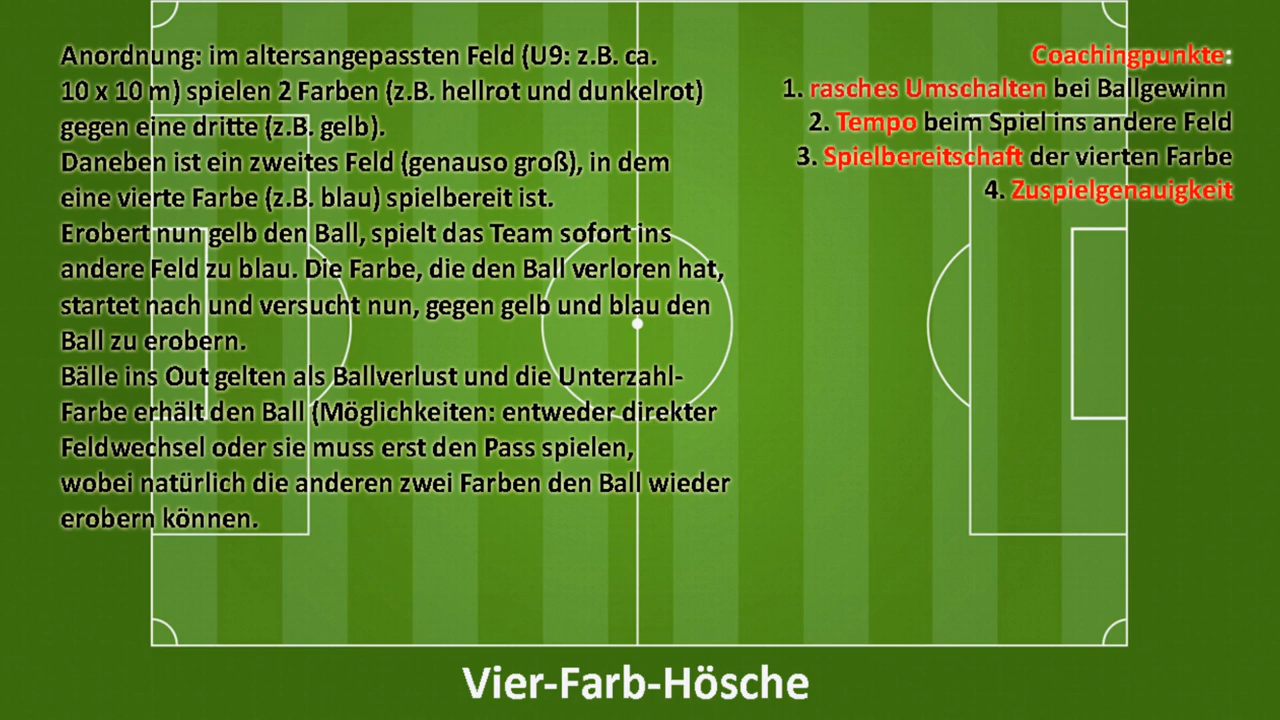 Anordnung: im altersangepassten Feld (U9: z.B. ca.
10 x 10 m) spielen 2 Farben (z.B. hellrot und dunkelrot)
gegen eine dritte (z.B. gelb).
Daneben ist ein zweites Feld (genauso groß), in dem
eine vierte Farbe (z.B. blau) spielbereit ist.
Erobert nun gelb den Ball, spielt das Team sofort ins
andere Feld zu blau. Die Farbe, die den Ball verloren hat,
startet nach und versucht nun, gegen gelb und blau den
Ball zu erobern.
Bälle ins Out gelten als Ballverlust und die Unterzahl-
Farbe erhält den Ball (Möglichkeiten: entweder direkter
Feldwechsel oder sie muss erst den Pass spielen,
wobei natürlich die anderen zwei Farben den Ball wieder
erobern können.
Coachingpunkte:
1. rasches Umschalten bei Ballgewinn
2. Tempo beim Spiel ins andere Feld
3. Spielbereitschaft der vierten Farbe
4. Zuspielgenauigkeit
Vier-Farb-Hösche